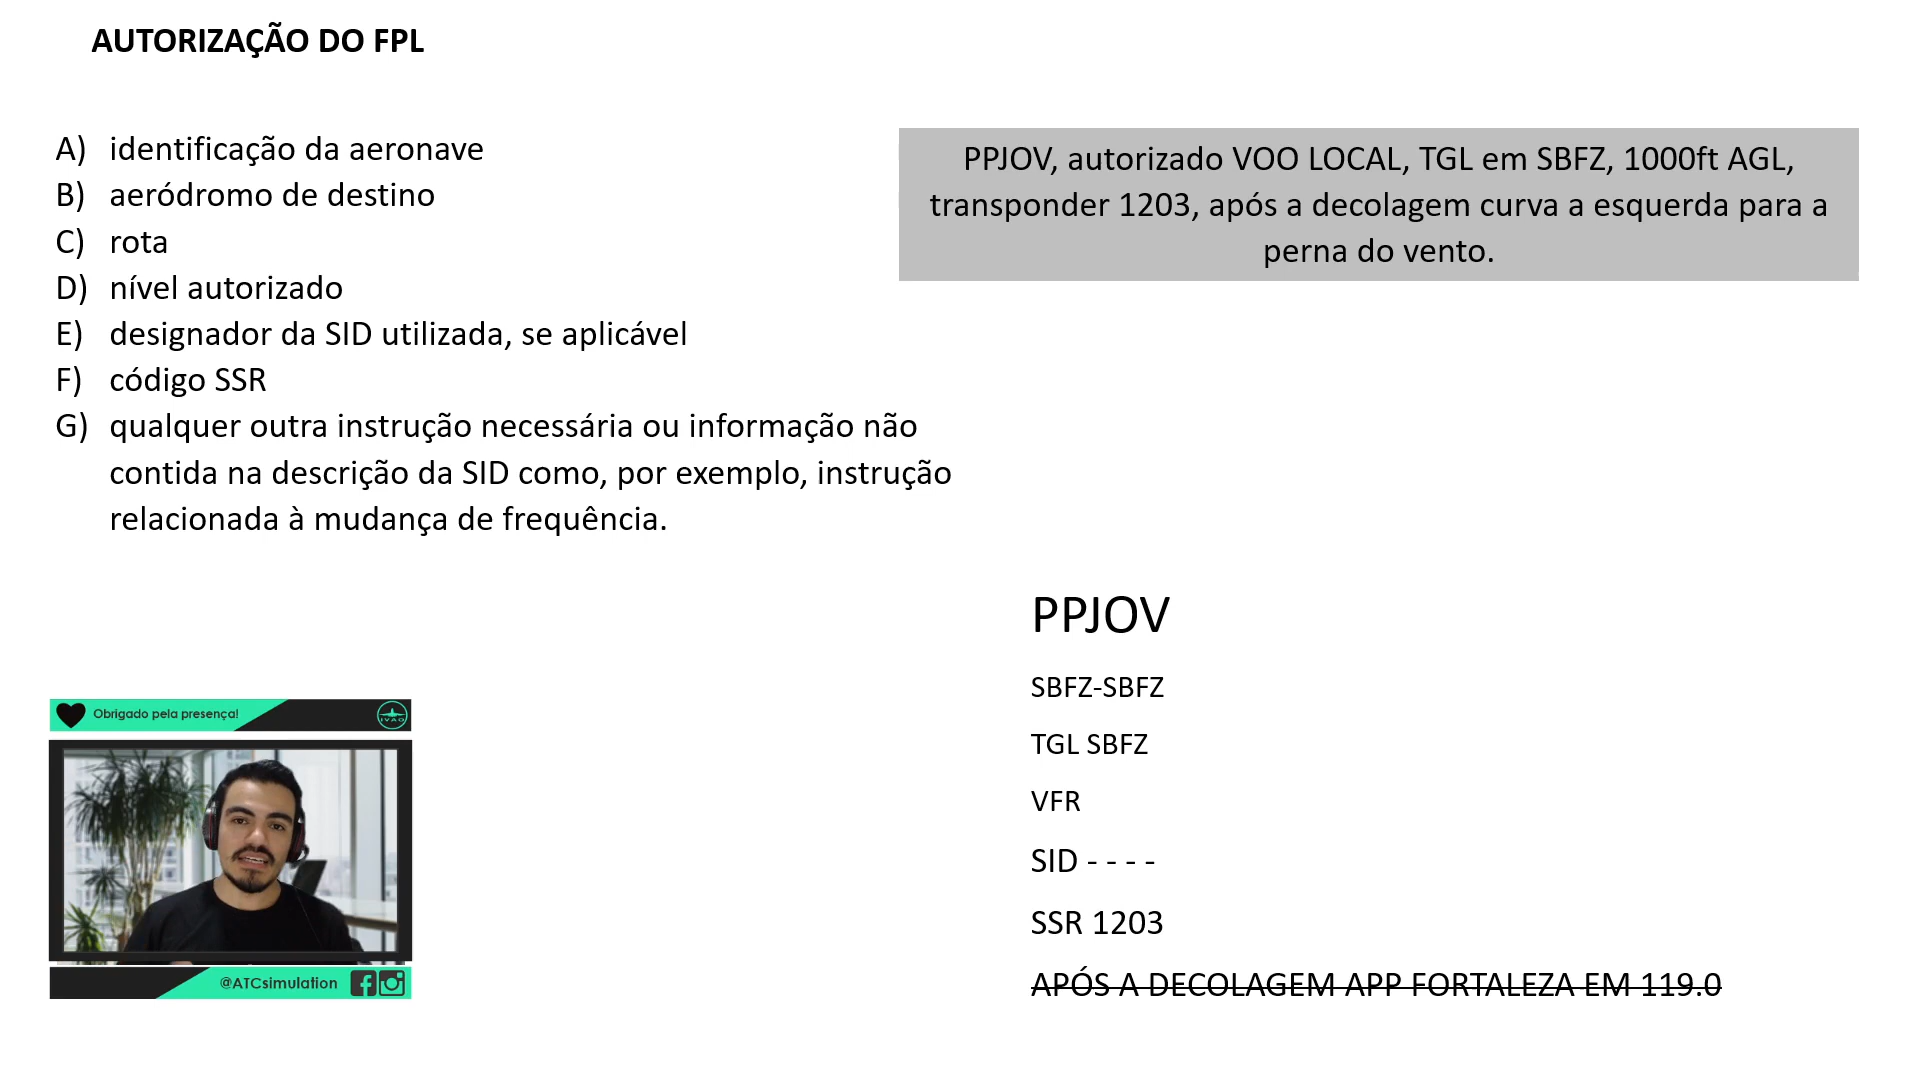 AUTORIZAÇÃO DO FPL
A) identificação da aeronave
B) aeródromo de destino
C) rota
D) nível autorizado
E) designador da SID utilizada, se aplicável
F) código SSR
G) qualquer outra instrução necessária ou informação não
contida na descrição da SID como, por exemplo, instrução
relacionada à mudança de frequência.
PPJOV, autorizado VOO LOCAL, TGL em SBFZ, 1000ft AGL,
transponder 1203, após a decolagem curva a esquerda para a
perna do vento.
PPJOV
SBFZ-SBFZ
TGL SBFZ
VFR
SID - - - -
SSR 1203
APÓS A DECOLAGEM APP FORTALEZA EM 119.0
Obrigado pela presença!
IVAO
@ATCsimulation